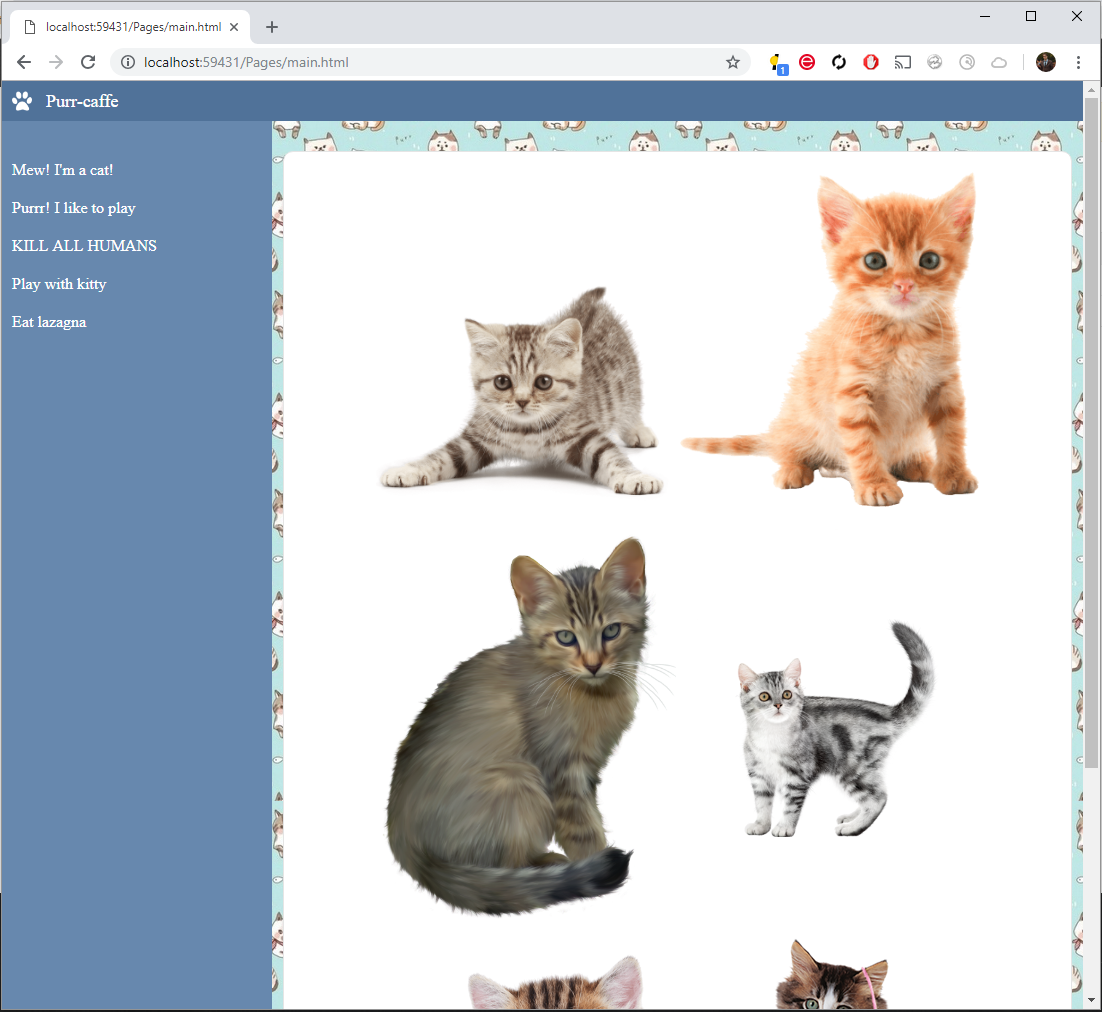 localhost:59431/Pages/main.html
localhost:59431/Pages/main.html
1
Purr-caffe
Mew! I'm a cat!
Purrr! I like to play
KILL ALL HUMANS
Play with kitty
Eat lazagna